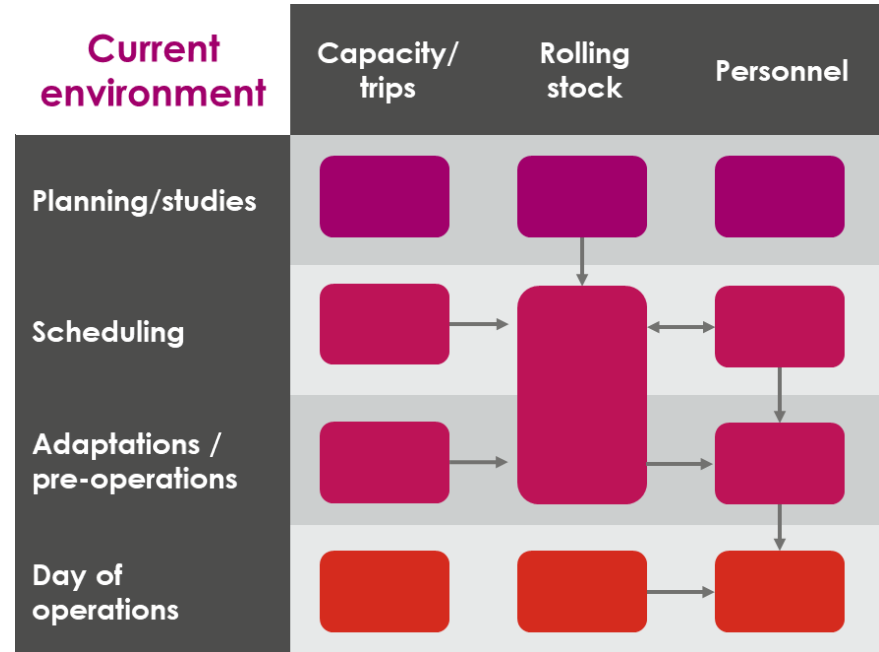 Current
environment
Capacity/
trips
Rolling
stock
Personnel
Planning/studies
Scheduling
Adaptations /
pre-operations
Day of
operations